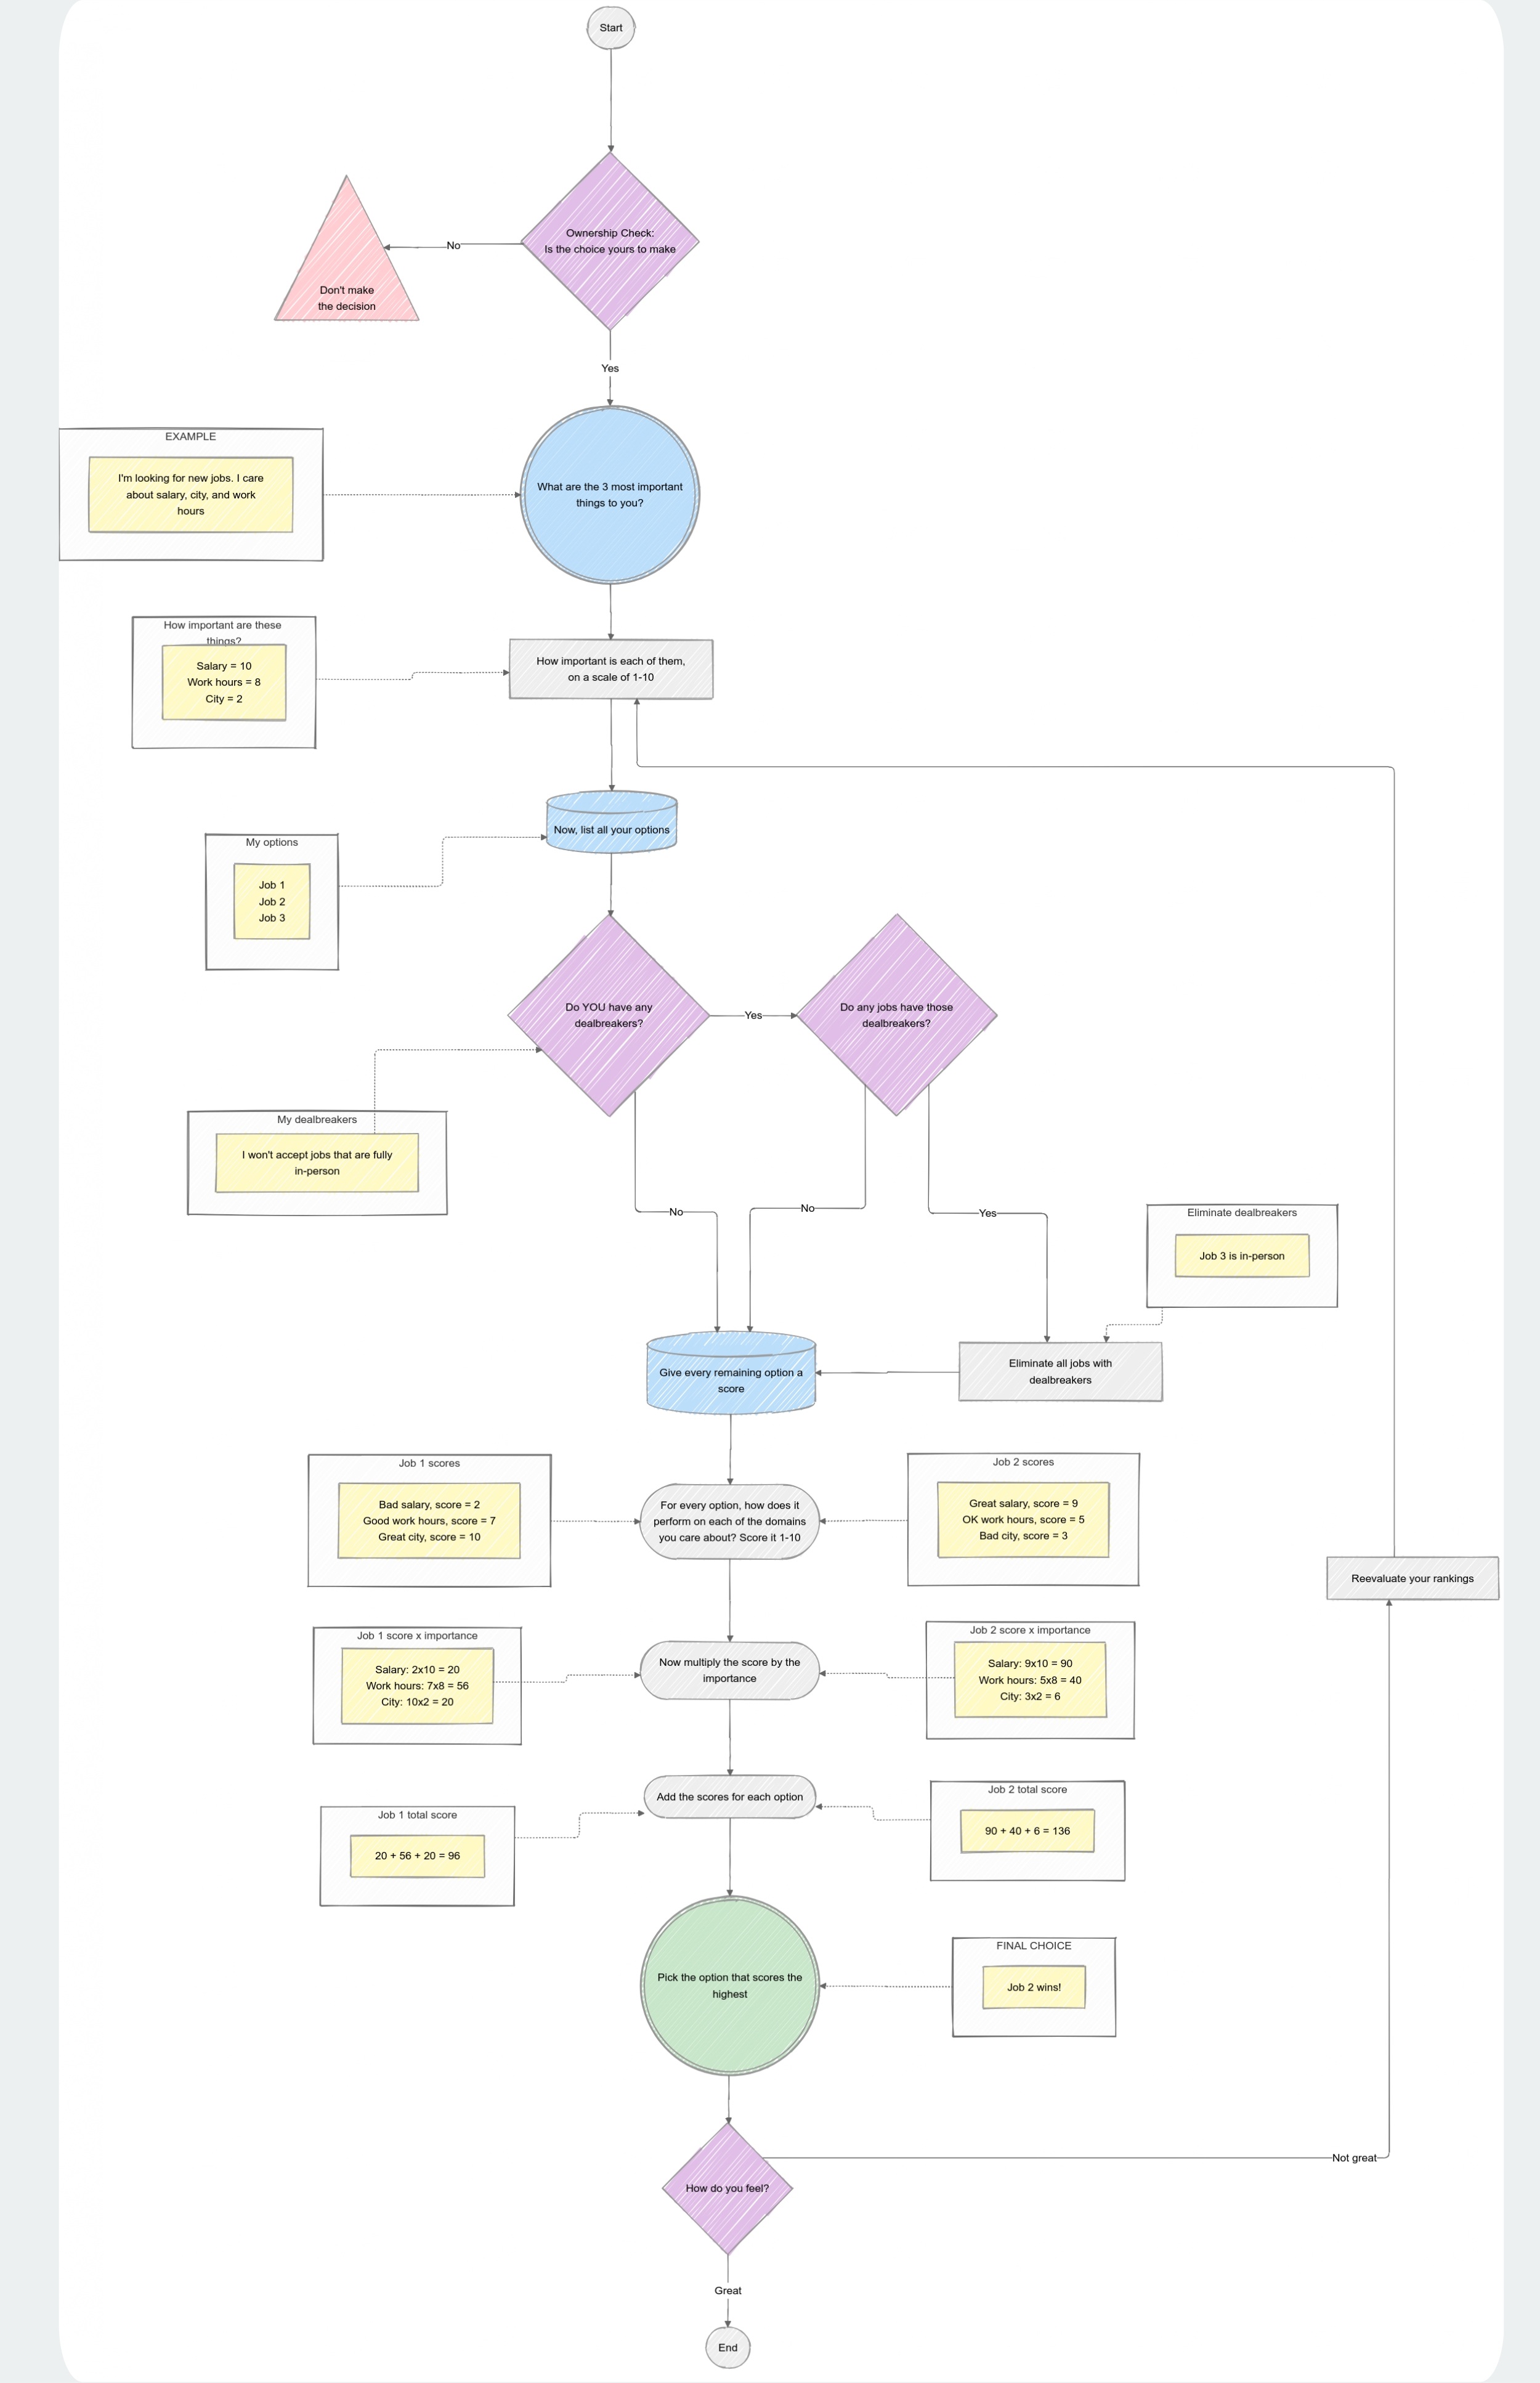 Start
Ownership Check:
Is the choice yours to make
No
Don't make
the decision
Yes
EXAMPLE
I'm looking for new jobs. I care
about salary, city, and work
hours
What are the 3 most important
things to you?
How important are these
things?
Salary = 10
Work hours = 8
City = 2
How important is each of them,
on a scale of 1-10
Now, list all your options
My options
Job 1
Job 2
Job 3
Do YOU have any
dealbreakers?
Yes
Do any jobs have those
dealbreakers?
My dealbreakers
I won't accept jobs that are fully
in-person
No
No
Yes
Eliminate dealbreakers
Job 3 is in-person
Give every remaining option a
score
Eliminate all jobs with
dealbreakers
Job 1 scores
Bad salary, score = 2
Good work hours, score = 7
Great city, score = 10
For every option, how does it
perform on each of the domains
you care about? Score it 1-10
Job 2 scores
Great salary, score = 9
OK work hours, score = 5
Bad city, score = 3
Reevaluate your rankings
Job 1 score x importance
Salary: 2x10 = 20
Work hours: 7x8 = 56
City: 10x2 = 20
Now multiply the score by the
importance
Job 2 score x importance
Salary: 9x10 = 90
Work hours: 5x8 = 40
City: 3x2 = 6
Add the scores for each option
Job 1 total score
20 + 56 + 20 = 96
Job 2 total score
90 + 40 + 6 = 136
Pick the option that scores the
highest
FINAL CHOICE
Job 2 wins!
Not great
How do you feel?
Great
End